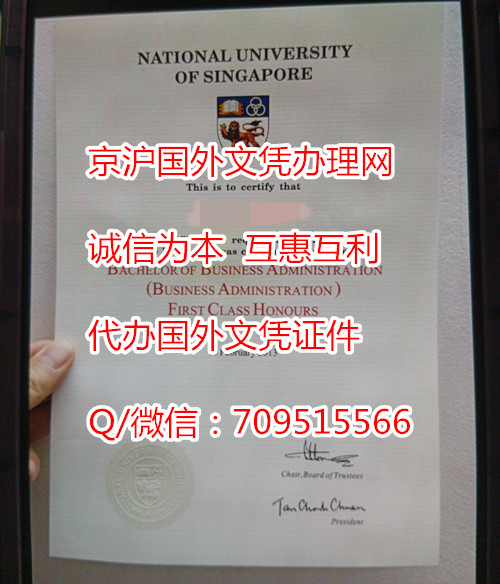 NATIONAL UNIVERSITY
OF SINGAPORE
京沪国外文凭办理网
This is to certify that
诚信为本 互惠互利
BACHELOR OF BUSINESS ADMINISTRATION
(BUSINESS ADMINISTRATION )
FIRST CLASS HONOURS
代办国外文凭证件
February 2013
Q/微信：709515566
Chair, Board of Trustees
President